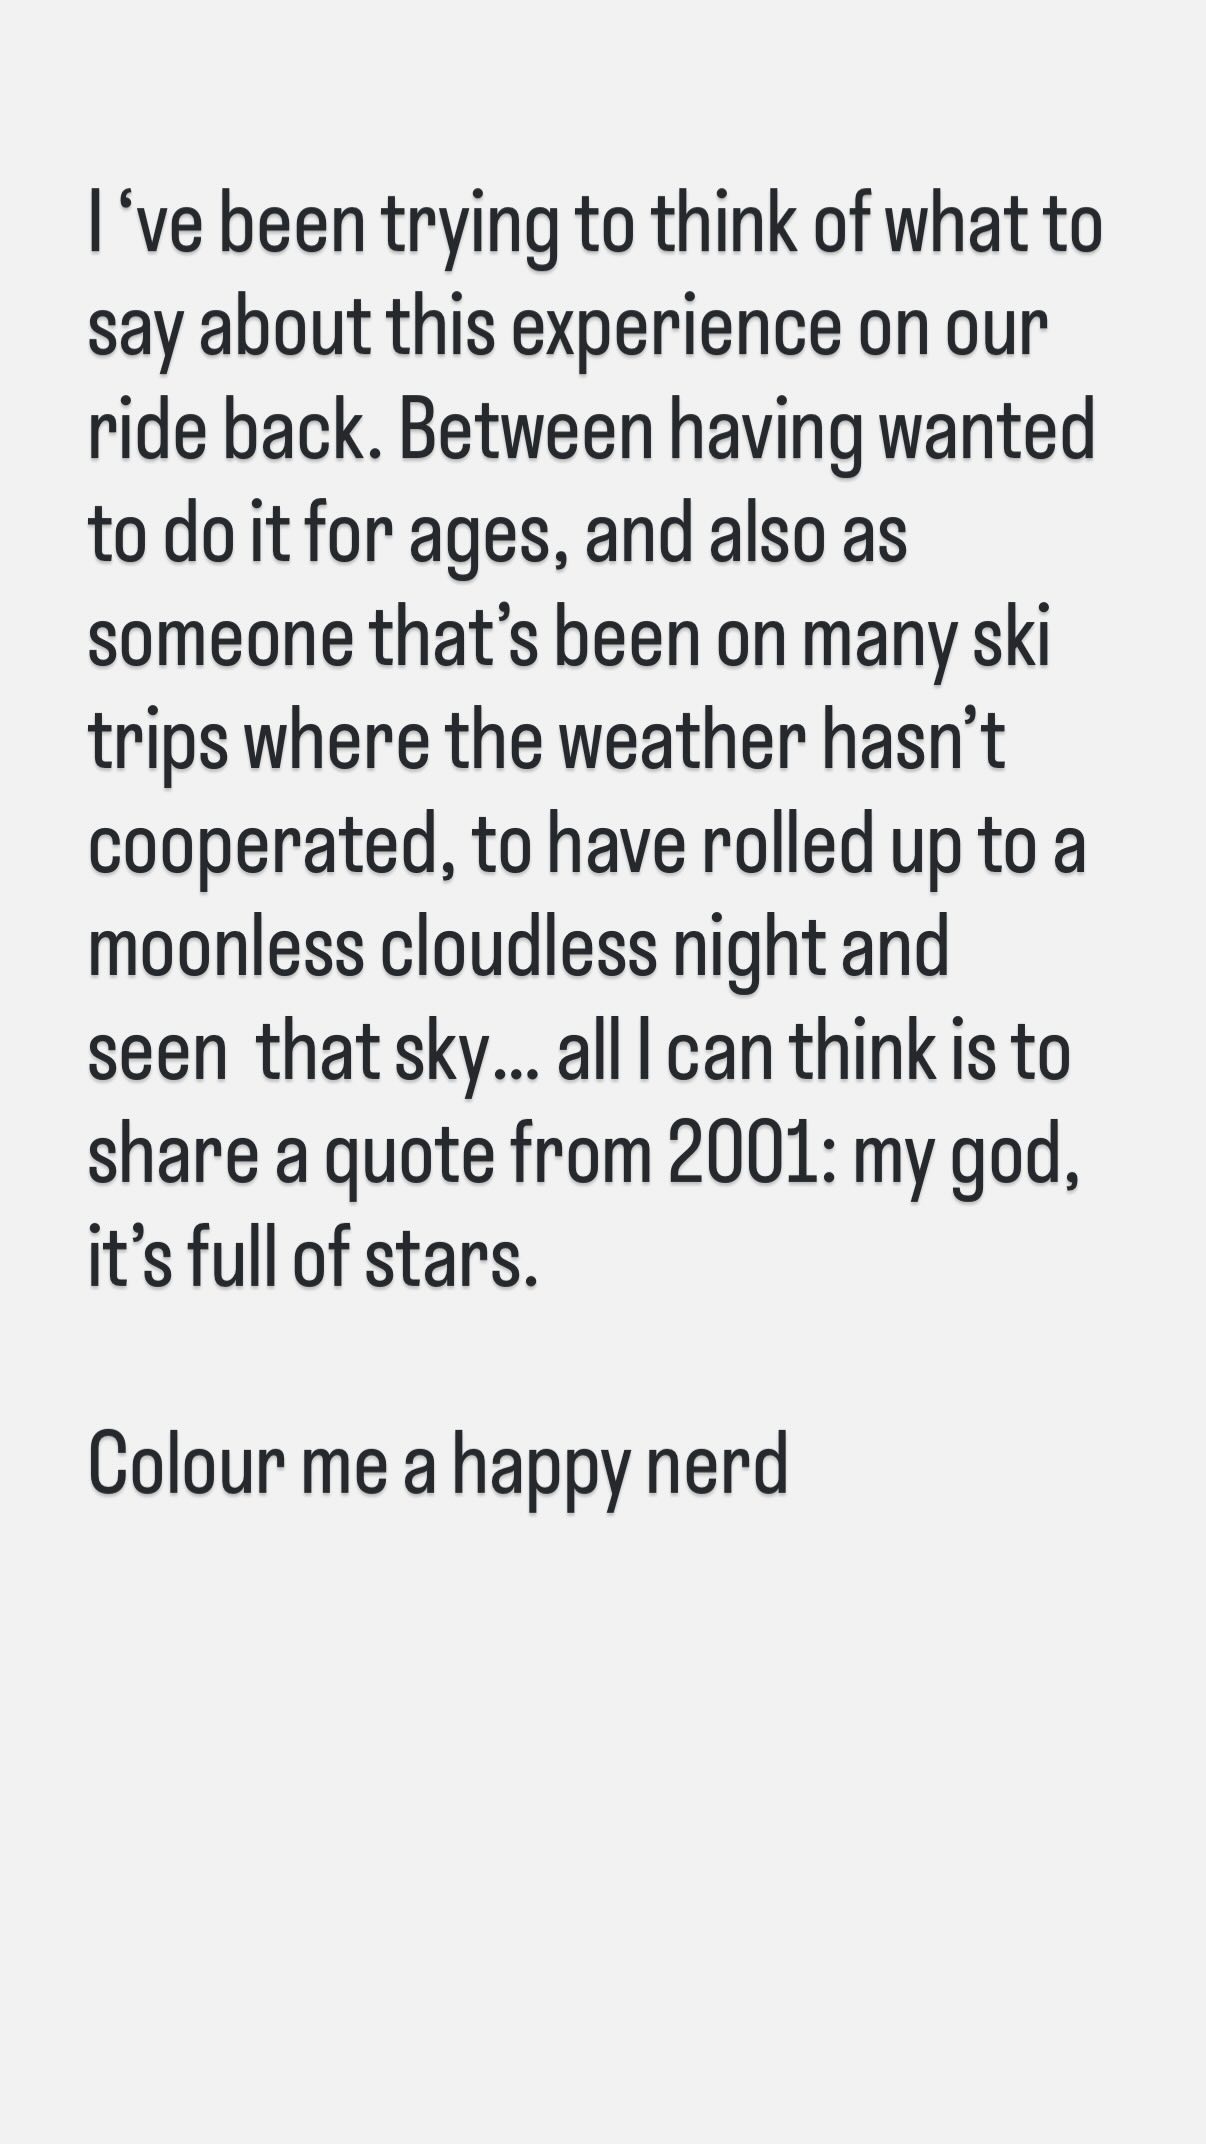 I ‘ve been trying to think of what to
say about this experience on our
ride back. Between having wanted
to do it for ages, and also as
someone that’s been on many ski
trips where the weather hasn’t
cooperated, to have rolled up to a
moonless cloudless night and
seen  that sky... all I can think is to
share a quote from 2001: my god,
it’s full of stars.
Colour me a happy nerd